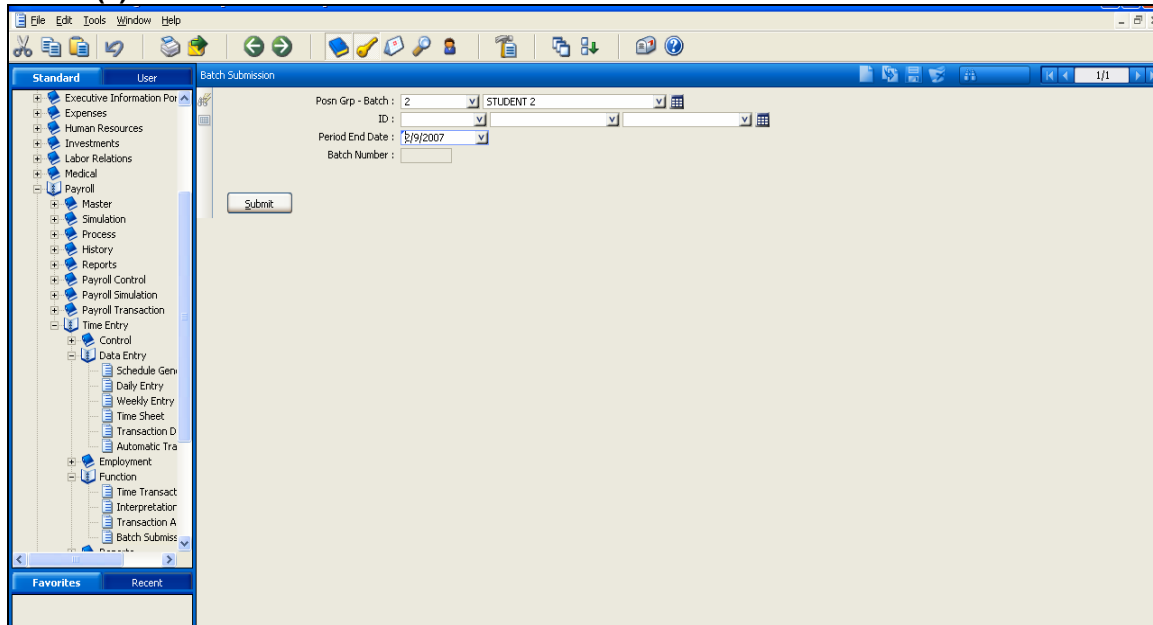 File Edit Tools Window Help
Standard User
Batch Submission
1/1
Executive Information Por
Expenses
Human Resources
Investments
Labor Relations
Medical
Payroll
Master
Simulation
Process
History
Reports
Payroll Control
Payroll Simulation
Payroll Transaction
Time Entry
Control
Data Entry
Schedule Gen
Daily Entry
Weekly Entry
Time Sheet
Transaction D
Automatic Tra
Employment
Function
Time Transact
Interpretation
Transaction A
Batch Submiss
Favorites Recent
Posn Grp - Batch : 2 STUDENT 2
ID :
Period End Date : 2/9/2007
Batch Number :
Submit